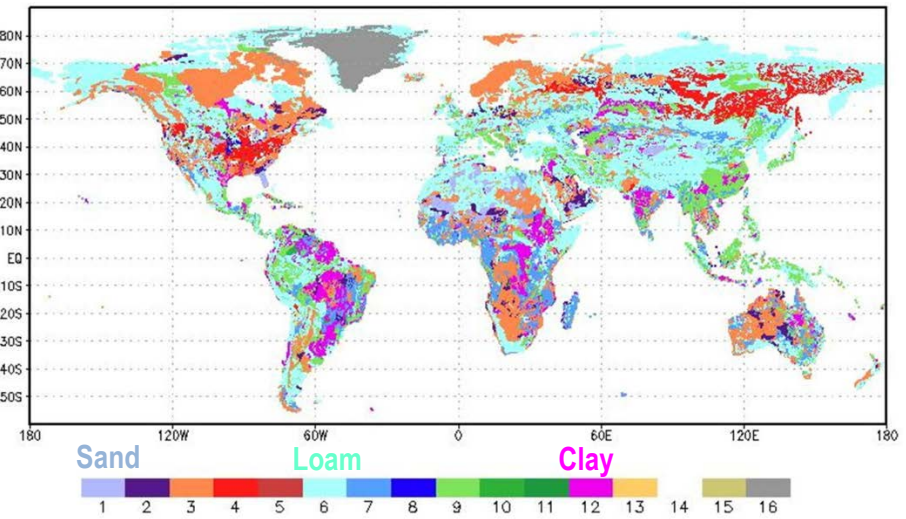 80N
70N
60N
50N
40N
30N
20N
10N
EQ
10S
20S
30S
40S
50S
180 120W 60W 0 60E 120E 180
Sand Loam Clay
1 2 3 4 5 6 7 8 9 10 11 12 13 14 15 16